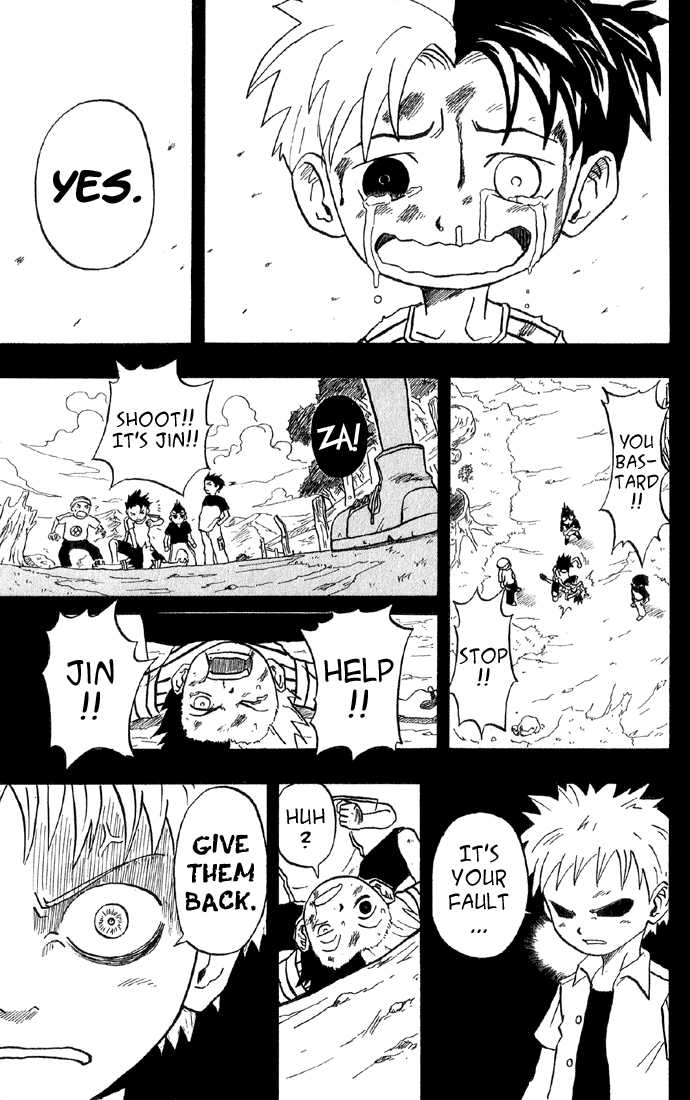 YES.
YOU
BAS-
TARD
!!
STOP
!!
ZA!
SHOOT!!
IT'S JIN!!
HELP
!!
JIN
!!
IT'S
YOUR
FAULT
...
HUH
?
GIVE
THEM
BACK.